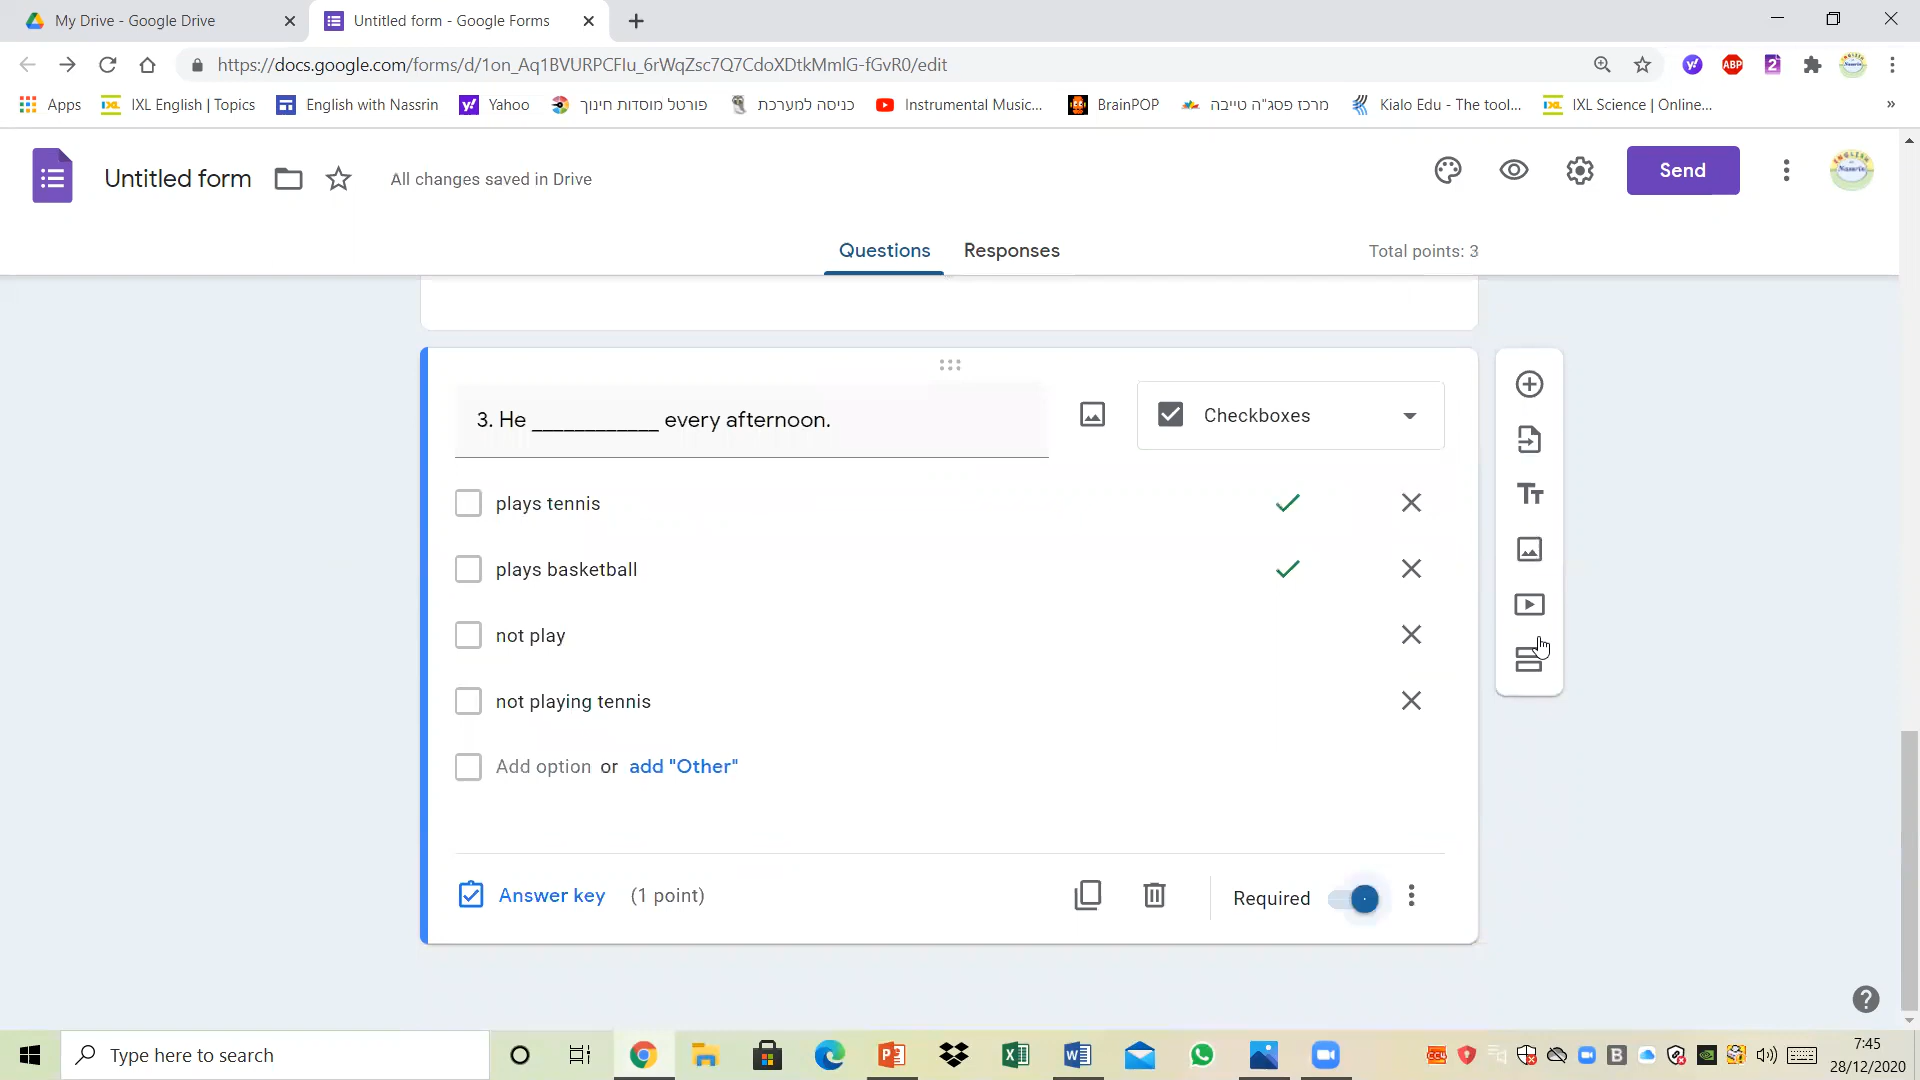 My Drive - Google Drive
Untitled form - Google Forms
https://docs.google.com/forms/d/1on_Aq1BVURPCFIu_6rWqZsc7Q7CdoXDtkMmlG-fGvR0/edit
Apps
IXL English | Topics
English with Nassrin
Yahoo
פורטל מוסדות חינוך
כניסה למערכת
Instrumental Music...
BrainPOP
מרכז פסג"ה טייבה
Kialo Edu - The tool...
IXL Science | Online...
»
Untitled form
All changes saved in Drive
Send
Questions
Responses
Total points: 3
3. He ____________ every afternoon.
Checkboxes
plays tennis
plays basketball
not play
not playing tennis
Add option or add "Other"
Answer key (1 point)
Required
Type here to search
7:45
28/12/2020